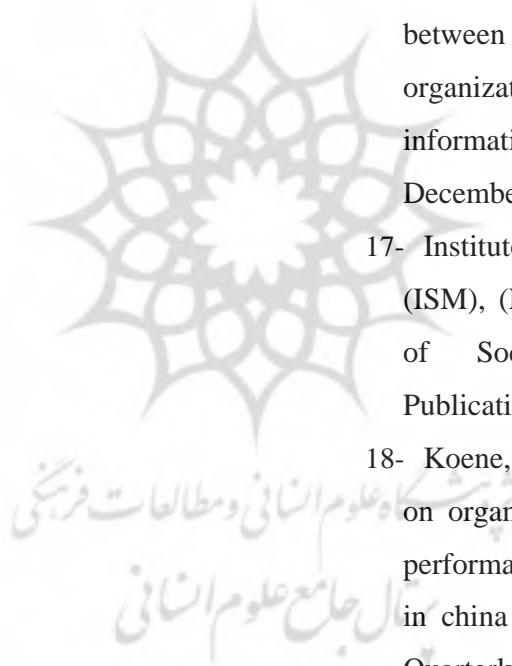 between
organizat
informati
Decembe
17- Institut
(ISM), (
of Soc
Publicati
18- Koene,
پژوهشگاه علوم انسانی و مطالعات فرهنگی
on organ
performa
پرتال جامع علوم انسانی
in china